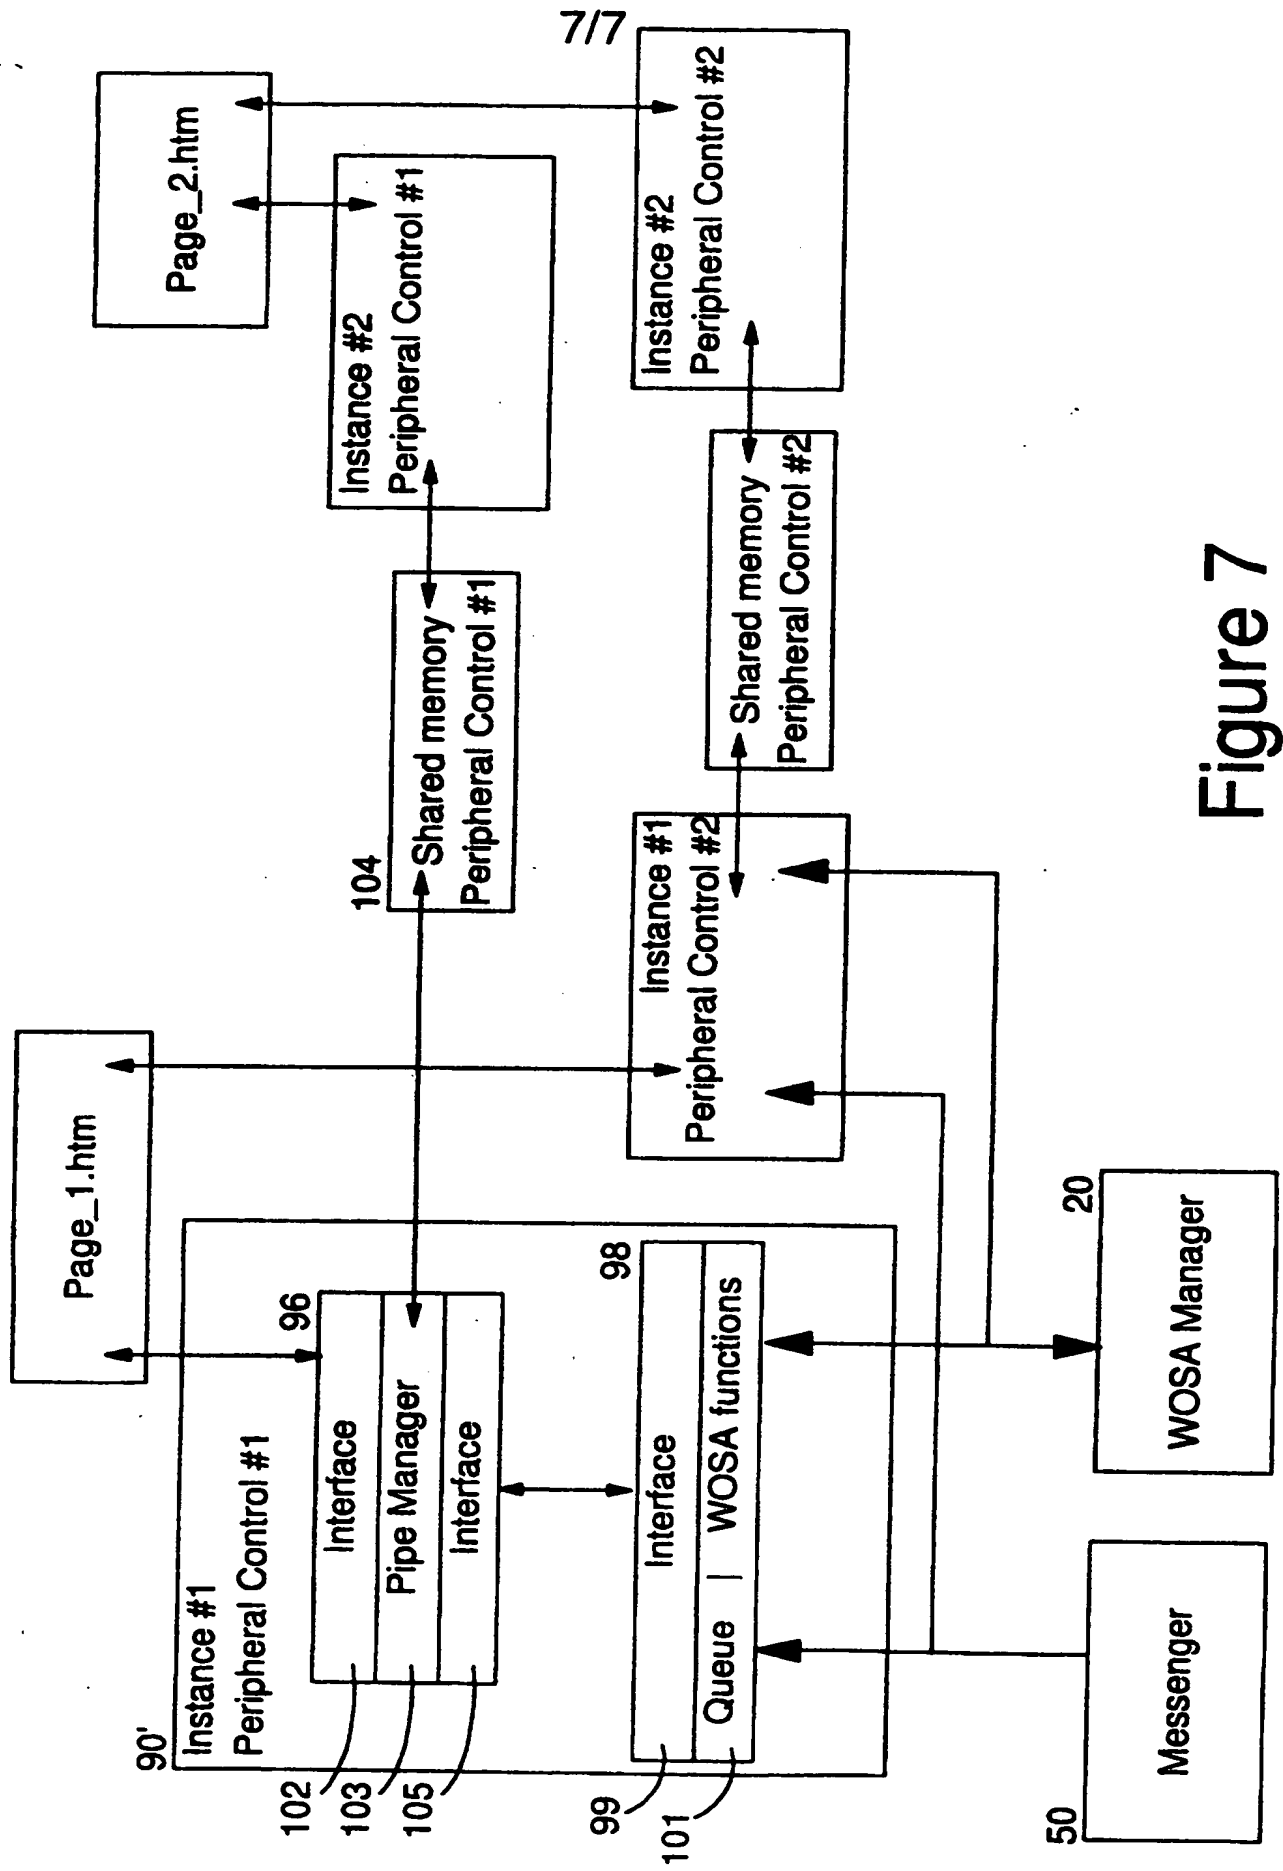 7/7
Page_1.htm
Page_2.htm
90'
Instance #1
Peripheral Control #1
96
102
Interface
103
Pipe Manager
105
Interface
98
99
Interface
101
Queue | WOSA functions
104
Shared memory
Peripheral Control #1
Instance #2
Peripheral Control #1
Instance #1
Peripheral Control #2
Shared memory
Peripheral Control #2
Instance #2
Peripheral Control #2
50
Messenger
20
WOSA Manager
Figure 7